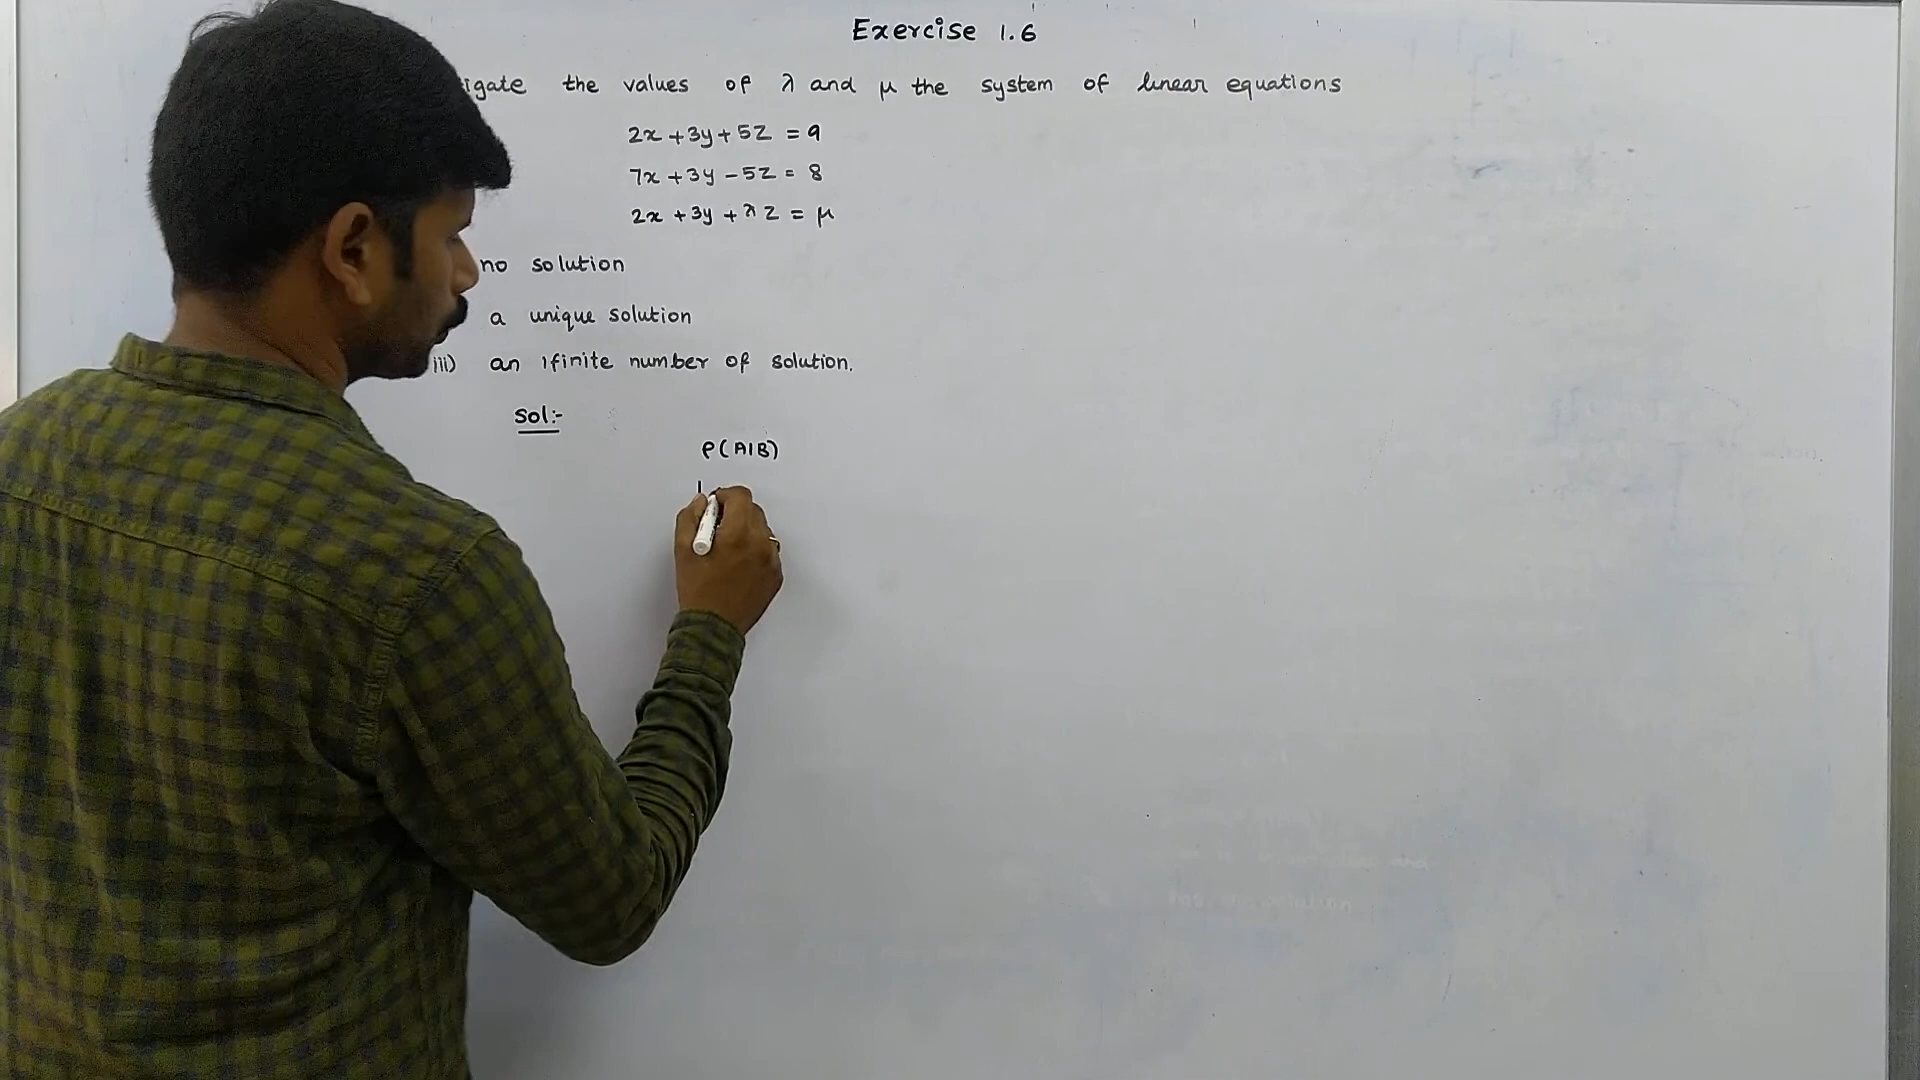 Exercise 1.6
igate the values of λ and μ the system of linear equations
2x + 3y + 5z = 9
7x + 3y - 5z = 8
2x + 3y + λz = μ
no solution
a unique solution
iii) an ifinite number of solution.
Sol:-
ρ(A|B)